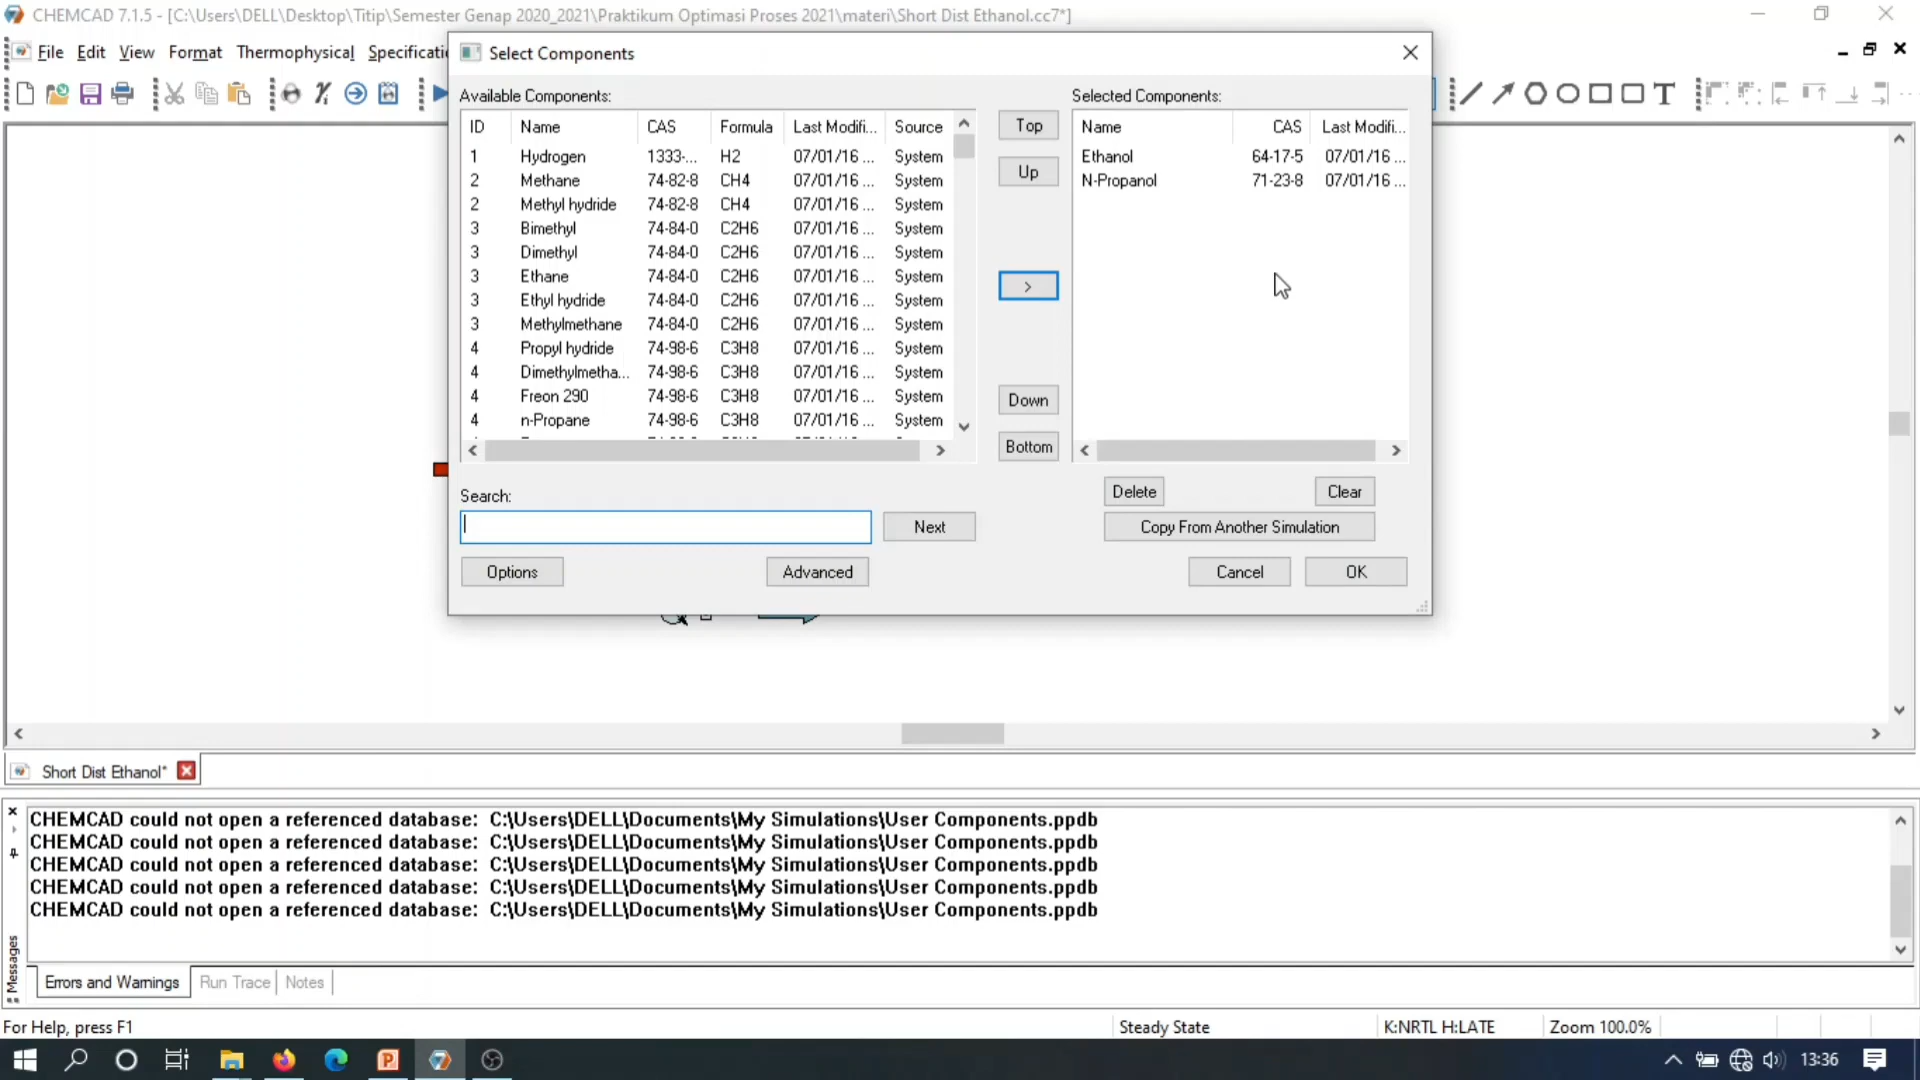 CHEMCAD 7.1.5 - [C:\Users\DELL\Desktop\Titip\Semester Genap 2020_2021\Praktikum Optimasi Proses 2021\materi\Short Dist Ethanol.cc7*]
File Edit View Format Thermophysical
Select Components
Available Components:
ID Name CAS Formula Last Modifi... Source
1 Hydrogen 1333-... H2 07/01/16 ... System
2 Methane 74-82-8 CH4 07/01/16 ... System
2 Methyl hydride 74-82-8 CH4 07/01/16 ... System
3 Bimethyl 74-84-0 C2H6 07/01/16 ... System
3 Dimethyl 74-84-0 C2H6 07/01/16 ... System
3 Ethane 74-84-0 C2H6 07/01/16 ... System
3 Ethyl hydride 74-84-0 C2H6 07/01/16 ... System
3 Methylmethane 74-84-0 C2H6 07/01/16 ... System
4 Propyl hydride 74-98-6 C3H8 07/01/16 ... System
4 Dimethylmetha... 74-98-6 C3H8 07/01/16 ... System
4 Freon 290 74-98-6 C3H8 07/01/16 ... System
4 n-Propane 74-98-6 C3H8 07/01/16 ... System
Top
Up
>
Down
Bottom
Selected Components:
Name CAS Last Modifi...
Ethanol 64-17-5 07/01/16 ...
N-Propanol 71-23-8 07/01/16 ...
Search:
Next
Options
Advanced
Delete
Clear
Copy From Another Simulation
Cancel
OK
Short Dist Ethanol*
CHEMCAD could not open a referenced database: C:\Users\DELL\Documents\My Simulations\User Components.ppdb
CHEMCAD could not open a referenced database: C:\Users\DELL\Documents\My Simulations\User Components.ppdb
CHEMCAD could not open a referenced database: C:\Users\DELL\Documents\My Simulations\User Components.ppdb
CHEMCAD could not open a referenced database: C:\Users\DELL\Documents\My Simulations\User Components.ppdb
CHEMCAD could not open a referenced database: C:\Users\DELL\Documents\My Simulations\User Components.ppdb
Messages
Errors and Warnings Run Trace Notes
For Help, press F1
Steady State
K:NRTL H:LATE
Zoom 100.0%
13:36